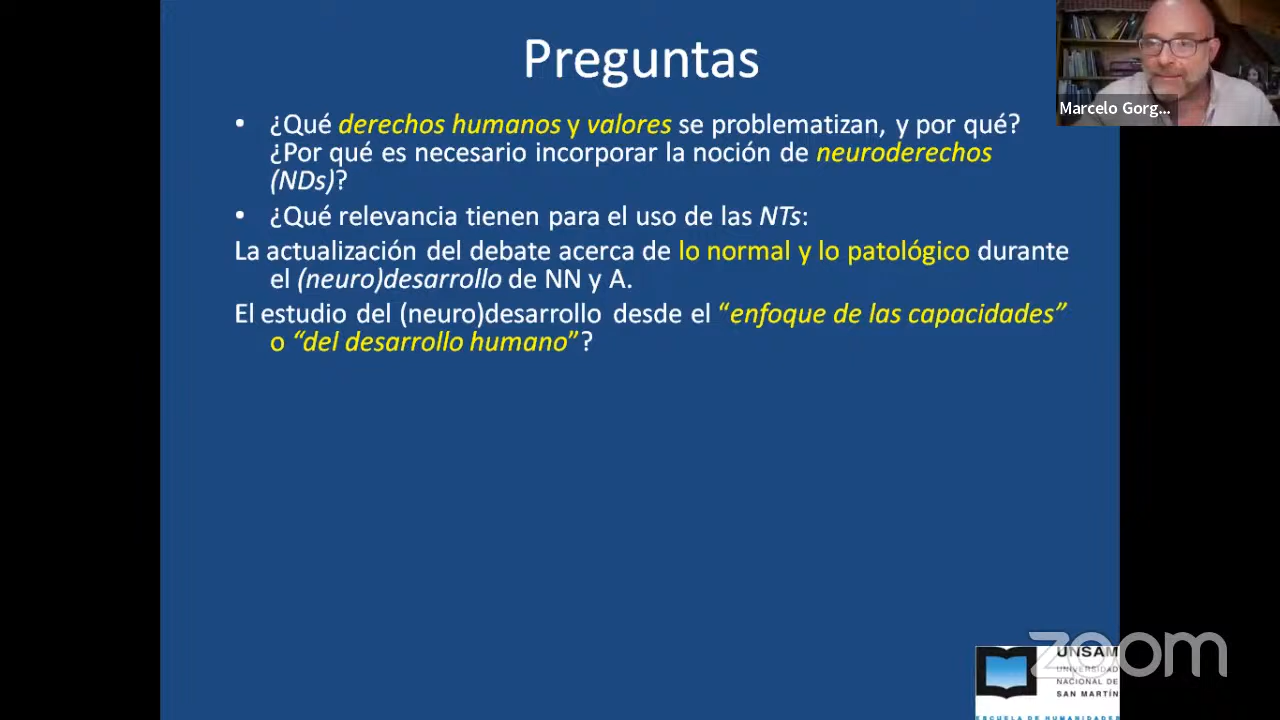 Preguntas
• ¿Qué derechos humanos y valores se problematizan, y por qué?
¿Por qué es necesario incorporar la noción de neuroderechos
(NDs)?
• ¿Qué relevancia tienen para el uso de las NTs:
La actualización del debate acerca de lo normal y lo patológico durante
el (neuro)desarrollo de NN y A.
El estudio del (neuro)desarrollo desde el “enfoque de las capacidades”
o “del desarrollo humano”?
Marcelo Gorg...
zoom
UNSAM
UNIVERSIDAD
NACIONAL DE
SAN MARTÍN
ESCUELA DE HUMANIDADES